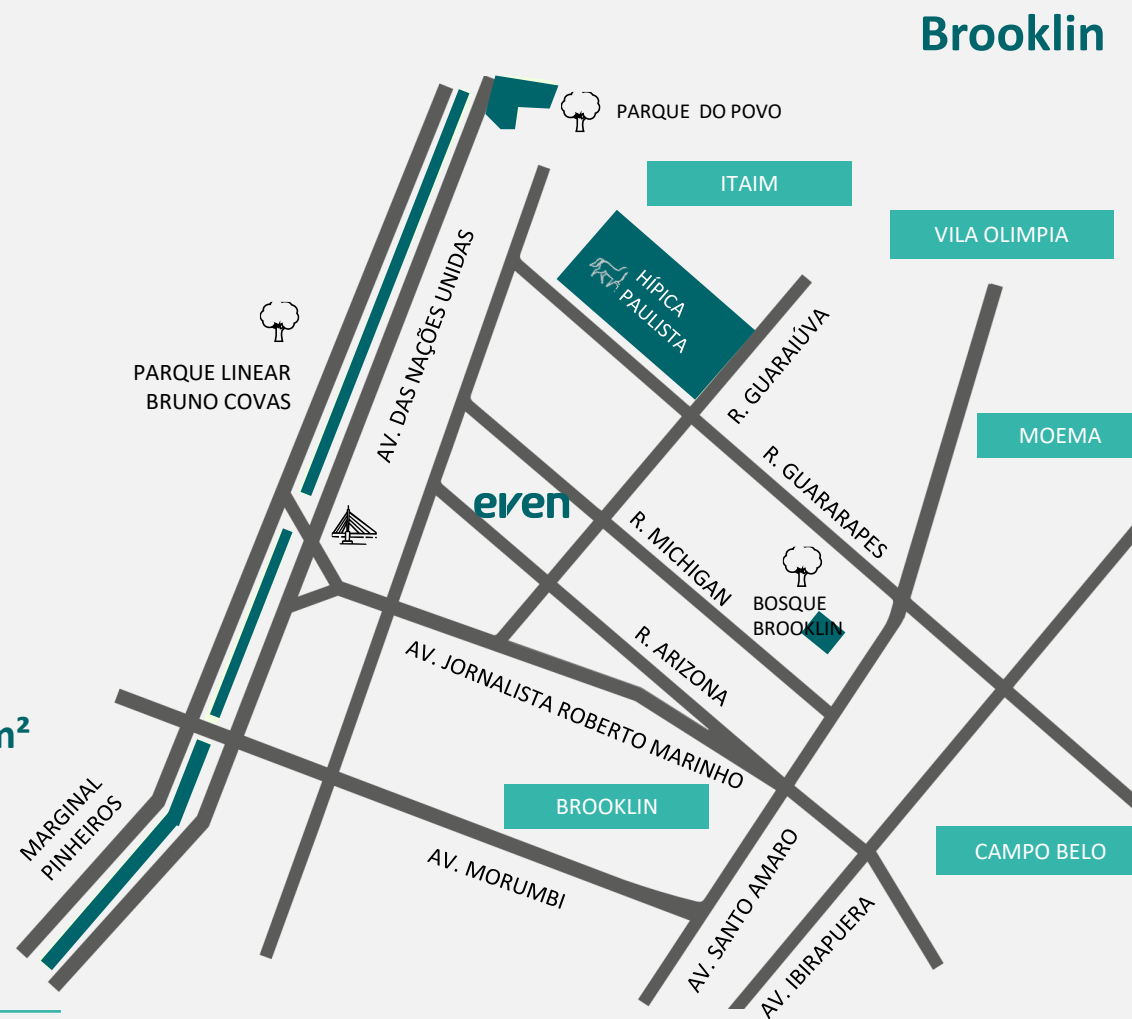 Brooklin
PARQUE DO POVO
ITAIM
VILA OLIMPIA
HÍPICA
PAULISTA
AV. DAS NAÇÕES UNIDAS
R. GUARAIÚVA
PARQUE LINEAR
BRUNO COVAS
MOEMA
R. GUARARAPES
even
R. MICHIGAN
BOSQUE
BROOKLIN
R. ARIZONA
AV. JORNALISTA ROBERTO MARINHO
m²
MARGINAL
PINHEIROS
BROOKLIN
CAMPO BELO
AV. MORUMBI
AV. SANTO AMARO
AV. IBIRAPUERA